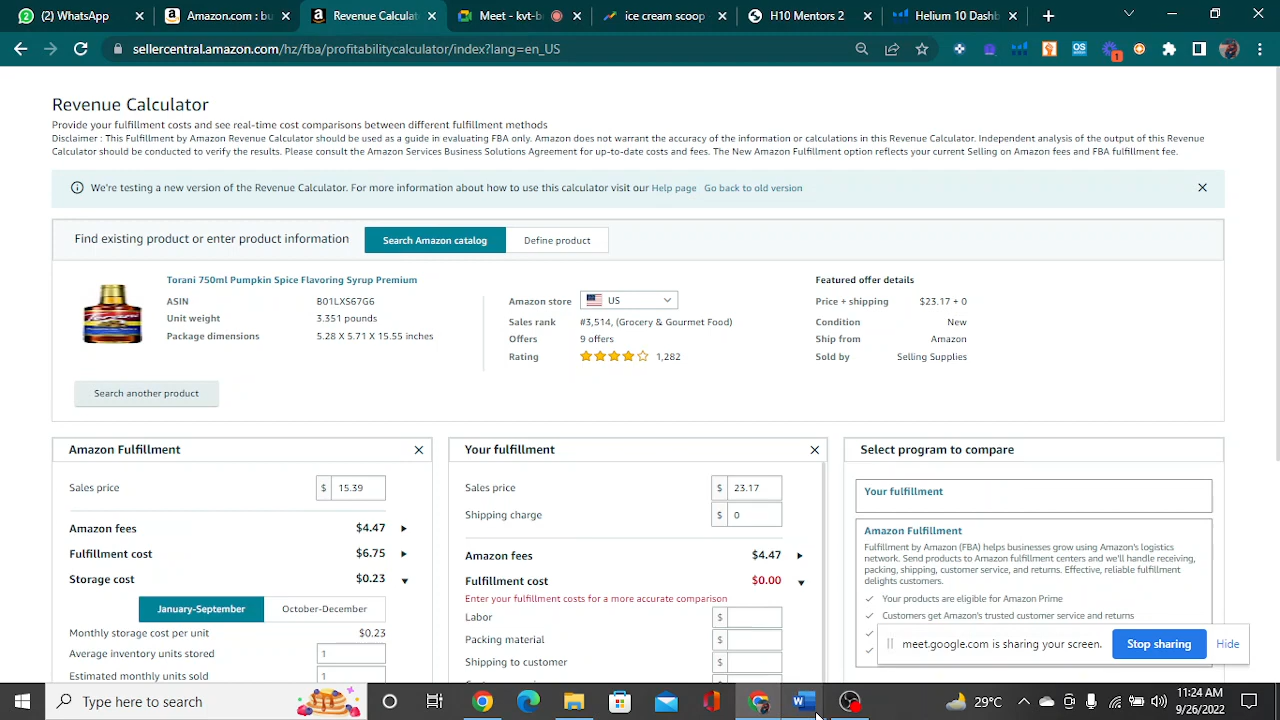 (2) WhatsApp
Amazon.com : bu
Revenue Calculat
Meet - kvt-b
ice cream scoop
H10 Mentors 2
Helium 10 Dashb
sellercentral.amazon.com/hz/fba/profitabilitycalculator/index?lang=en_US
Revenue Calculator
Provide your fulfillment costs and see real-time cost comparisons between different fulfillment methods
Disclaimer : This Fulfillment by Amazon Revenue Calculator should be used as a guide in evaluating FBA only. Amazon does not warrant the accuracy of the information or calculations in this Revenue Calculator. Independent analysis of the output of this Revenue
Calculator should be conducted to verify the results. Please consult the Amazon Services Business Solutions Agreement for up-to-date costs and fees. The New Amazon Fulfillment option reflects your current Selling on Amazon fees and FBA fulfillment fee.
We're testing a new version of the Revenue Calculator. For more information about how to use this calculator visit our Help page Go back to old version
Find existing product or enter product information
Search Amazon catalog
Define product
Torani 750ml Pumpkin Spice Flavoring Syrup Premium
ASIN B01LXS67G6
Unit weight 3.351 pounds
Package dimensions 5.28 X 5.71 X 15.55 inches
Amazon store US
Sales rank #3,514, (Grocery & Gourmet Food)
Offers 9 offers
Rating 1,282
Featured offer details
Price + shipping $23.17 + 0
Condition New
Ship from Amazon
Sold by Selling Supplies
Search another product
Amazon Fulfillment
Sales price $ 15.39
Amazon fees $4.47
Fulfillment cost $6.75
Storage cost $0.23
January-September October-December
Monthly storage cost per unit $0.23
Average inventory units stored 1
Estimated monthly units sold 1
Your fulfillment
Sales price $ 23.17
Shipping charge $ 0
Amazon fees $4.47
Fulfillment cost $0.00
Enter your fulfillment costs for a more accurate comparison
Labor $
Packing material $
Shipping to customer $
Select program to compare
Your fulfillment
Amazon Fulfillment
Fulfillment by Amazon (FBA) helps businesses grow using Amazon's logistics
network. Send products to Amazon fulfillment centers and we'll handle receiving,
packing, shipping, customer service, and returns. Effective, reliable fulfillment
delights customers.
Your products are eligible for Amazon Prime
Customers get Amazon's trusted customer service and returns
meet.google.com is sharing your screen.
Stop sharing
Hide
Type here to search
29°C
11:24 AM
9/26/2022